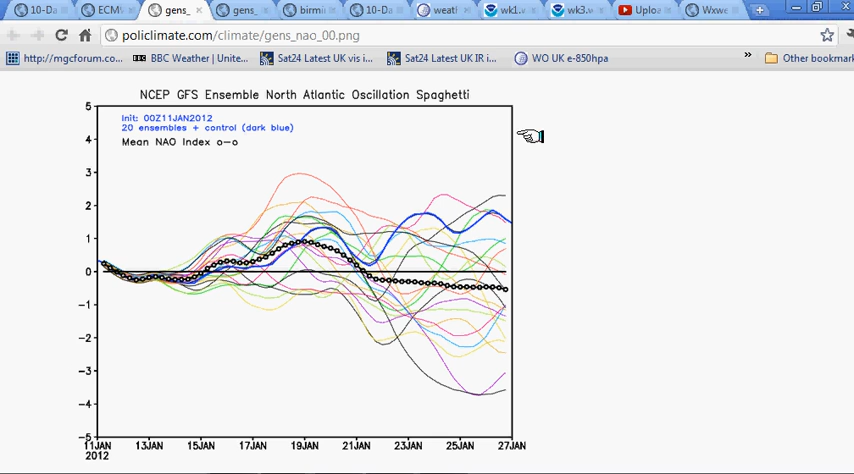 10-Da
ECMW
gens_
gens_
birmi
10-Da
weat
wk1.v
wk3.v
Uploa
Wxwe
policlimate.com/climate/gens_nao_00.png
http://mgcforum.co...
BBC Weather | Unite...
Sat24 Latest UK vis i...
Sat24 Latest UK IR i...
WO UK e-850hpa
»
Other bookmark
NCEP GFS Ensemble North Atlantic Oscillation Spaghetti
Init: 00Z11JAN2012
20 ensembles + control (dark blue)
Mean NAO Index o-o
5
4
3
2
1
0
-1
-2
-3
-4
-5
11JAN 13JAN 15JAN 17JAN 19JAN 21JAN 23JAN 25JAN 27JAN
2012